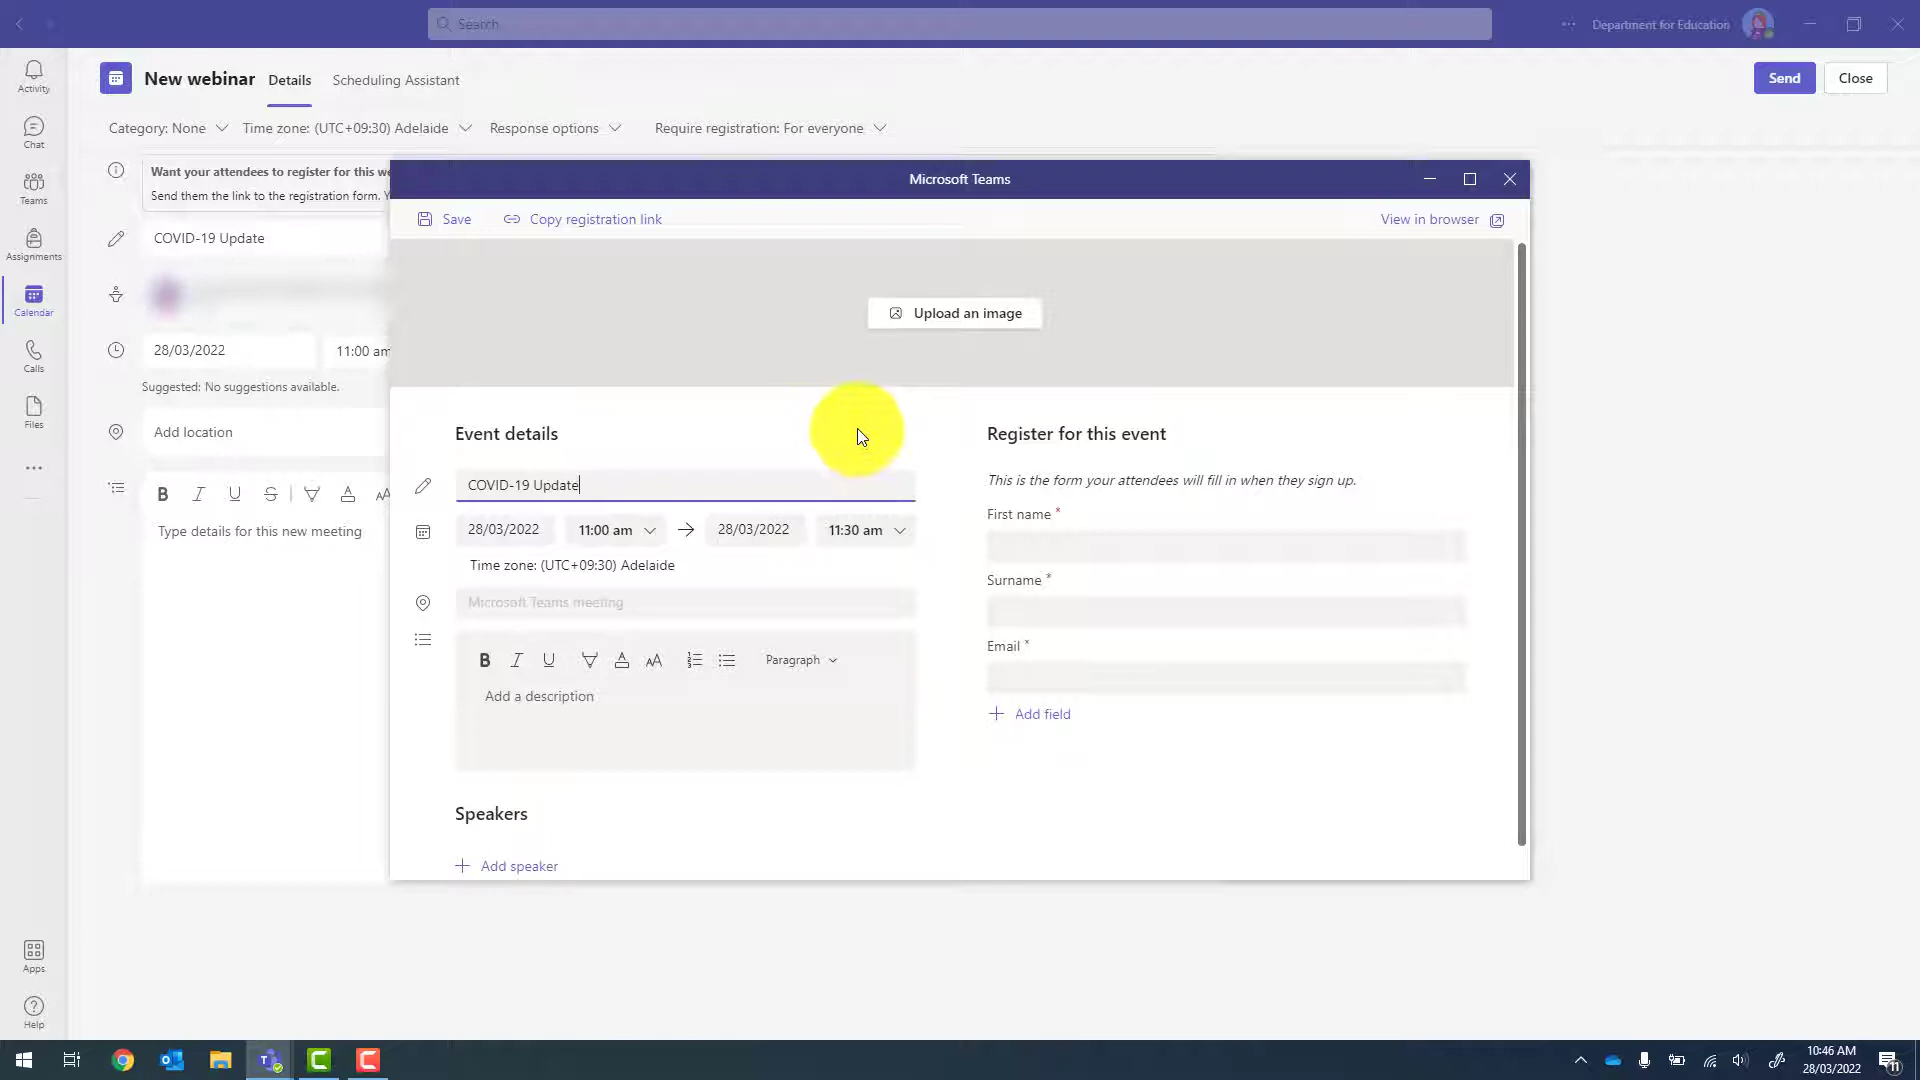 Search
Department for Education
Activity
Chat
Teams
Assignments
Calendar
Calls
Files
Apps
Help
New webinar
Details
Scheduling Assistant
Send
Close
Category: None
Time zone: (UTC+09:30) Adelaide
Response options
Require registration: For everyone
Want your attendees to register for this we
Send them the link to the registration form. Y
COVID-19 Update
28/03/2022
11:00 am
Suggested: No suggestions available.
Add location
B I U S A AA
Type details for this new meeting
Microsoft Teams
Save
Copy registration link
View in browser
Upload an image
Event details
COVID-19 Update
28/03/2022 11:00 am 28/03/2022 11:30 am
Time zone: (UTC+09:30) Adelaide
Microsoft Teams meeting
B I U A AA Paragraph
Add a description
Speakers
Add speaker
Register for this event
This is the form your attendees will fill in when they sign up.
First name *
Surname *
Email *
Add field
10:46 AM
28/03/2022
11